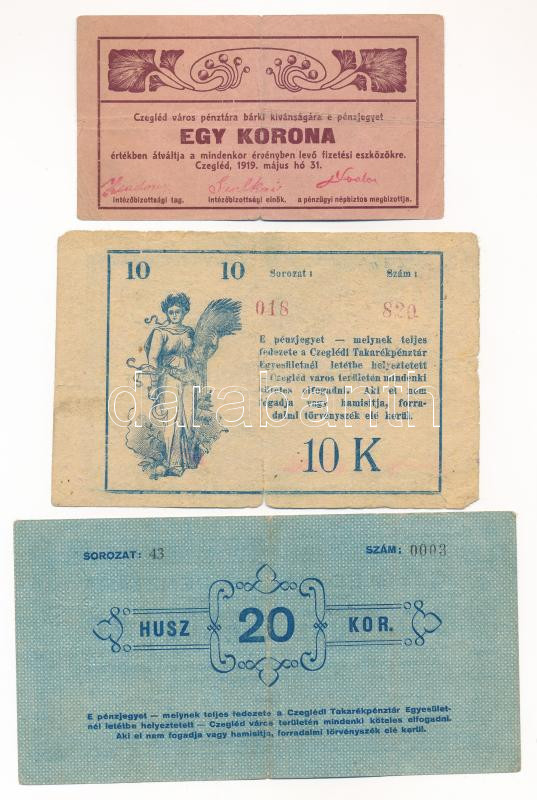 Czegléd város pénztára bárki kivánságára e pénzjegyet
EGY KORONA
értékben átváltja a mindenkor érvényben levő fizetési eszközökre.
Czegléd, 1919. május hó 31.
intézőbizottsági tag. intézőbizottsági elnök. a pénzügyi népbiztos megbizottja.
10 10 Sorozat: Szám:
018 820
E pénzjegyet — melynek teljes
fedezete a Czeglédi Takarékpénztár
Egyesületnél letétbe helyeztetett
Czegléd város területén mindenki
köteles elfogadni. Aki el nem
fogadja vagy hamisítja, forra-
dalmi törvényszék elé kerül.
10 K
darabanth
SOROZAT: 43 SZÁM: 0003
HUSZ 20 KOR.
E pénzjegyet — melynek teljes fedezete a Czeglédi Takarékpénztár Egyesület-
nél letétbe helyeztetett — Czegléd város területén mindenki köteles elfogadni.
Aki el nem fogadja vagy hamisítja, forradalmi törvényszék elé kerül.